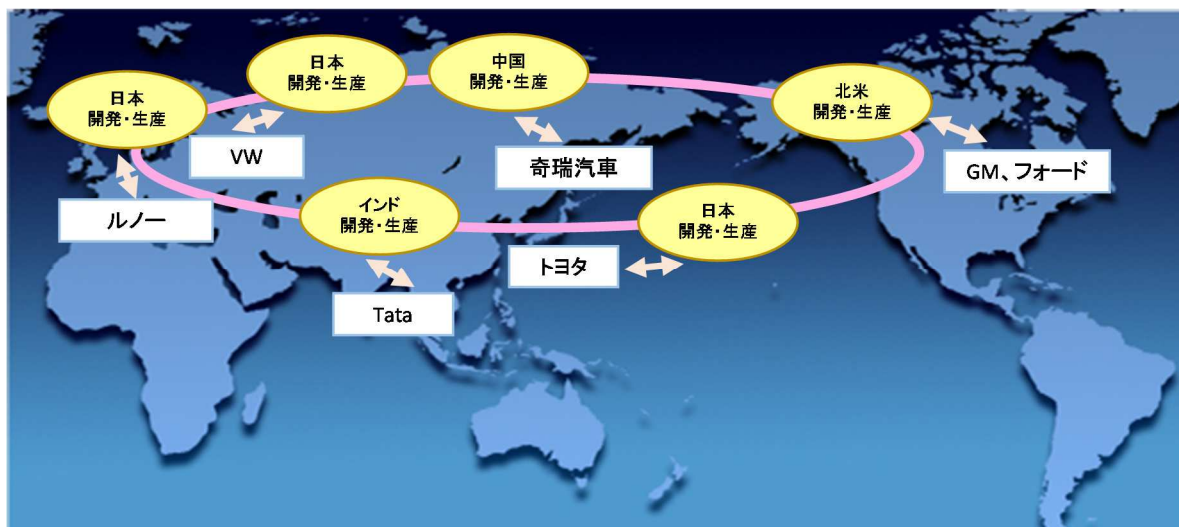 日本
開発・生産
中国
開発・生産
日本
開発・生産
北米
開発・生産
VW
奇瑞汽車
GM、フォード
ルノー
インド
開発・生産
日本
開発・生産
トヨタ
Tata